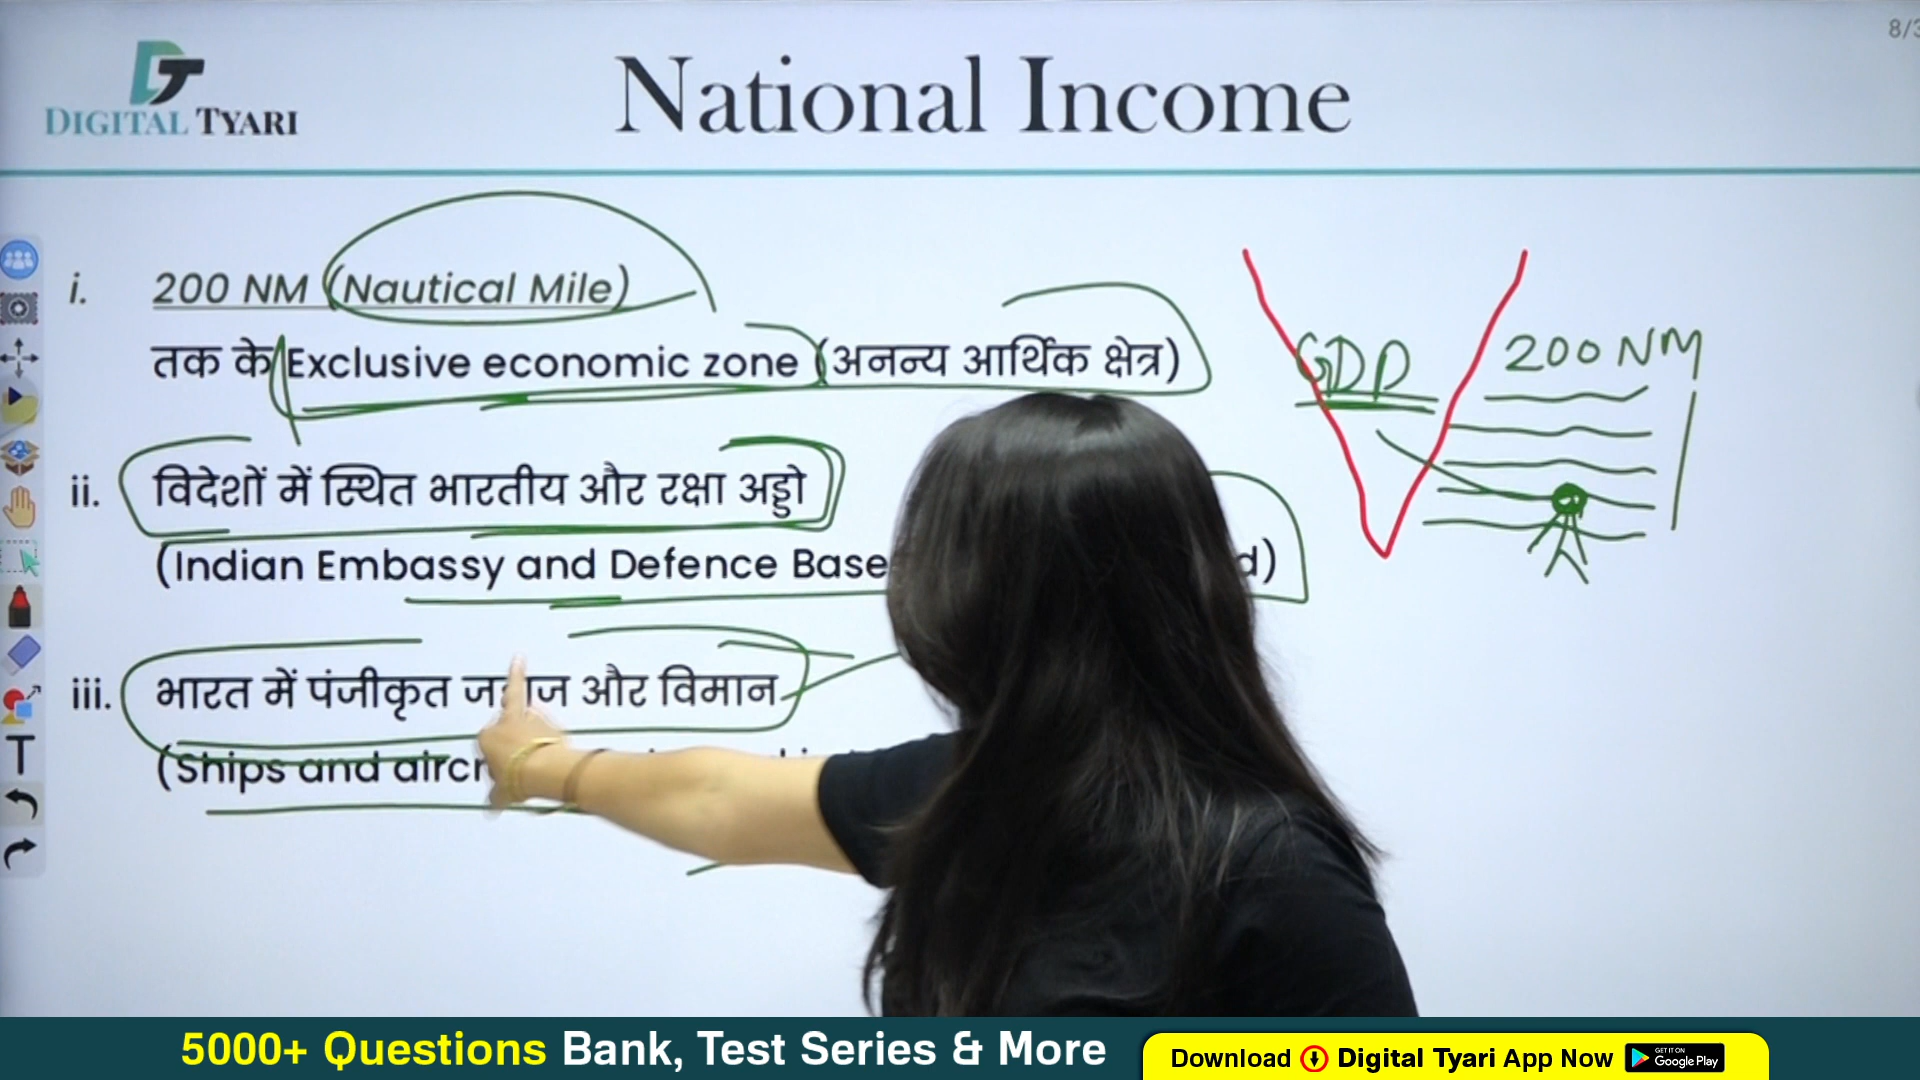 8/3
DIGITAL TYARI
National Income
i. 200 NM (Nautical Mile)
तक के Exclusive economic zone (अनन्य आर्थिक क्षेत्र)
GDP
200 NM
ii. विदेशों में स्थित भारतीय और रक्षा अड्डो
(Indian Embassy and Defence Base
iii. भारत में पंजीकृत और विमान
(Ships and aircr
5000+ Questions Bank, Test Series & More
Download Digital Tyari App Now
GET IT ON
Google Play